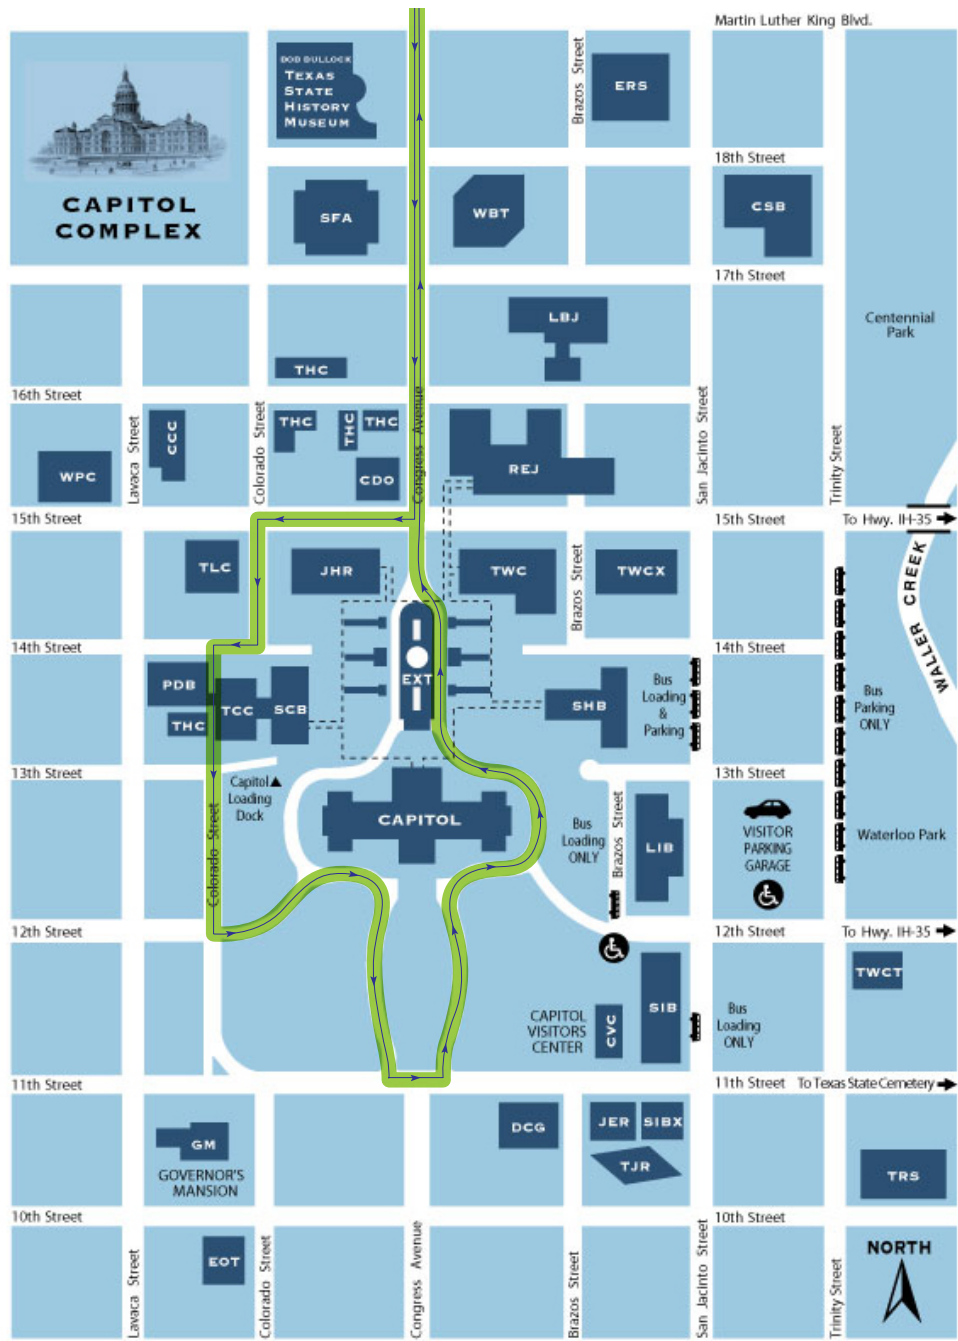 Martin Luther King Blvd.
BOB BULLOCK
TEXAS
STATE
HISTORY
MUSEUM
Brazos Street
ERS
CAPITOL
COMPLEX
18th Street
SFA
WBT
CSB
17th Street
LBJ
Centennial
Park
THC
16th Street
Lavaca Street
CCC
Colorado Street
THC
THC
THC
CDO
Congress Avenue
REJ
San Jacinto Street
Trinity Street
WPC
15th Street
15th Street
To Hwy. IH-35
TLC
JHR
TWC
Brazos Street
TWCX
WALLER CREEK
14th Street
14th Street
PDB
THC
TCC
SCB
EXT
SHB
Bus
Loading
&
Parking
Bus
Parking
ONLY
13th Street
13th Street
Capitol
Loading
Dock
Colorado Street
CAPITOL
Bus
Loading
ONLY
Brazos Street
LIB
VISITOR
PARKING
GARAGE
Waterloo Park
12th Street
12th Street
To Hwy. IH-35
TWCT
CAPITOL
VISITORS
CENTER
CVC
SIB
Bus
Loading
ONLY
11th Street
11th Street
To Texas State Cemetery
GM
GOVERNOR'S
MANSION
DCG
JER
SIBX
TJR
TRS
10th Street
10th Street
Lavaca Street
EOT
Colorado Street
Congress Avenue
Brazos Street
San Jacinto Street
Trinity Street
NORTH